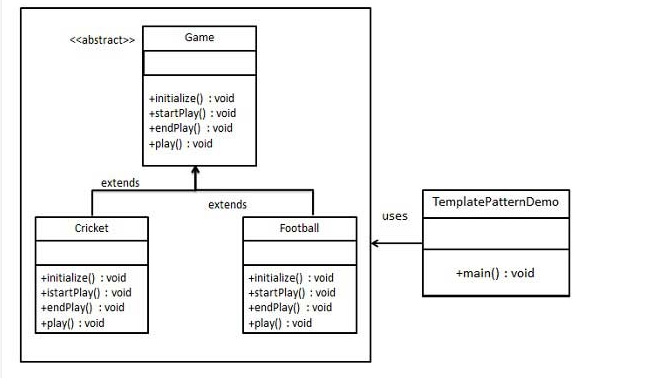 <<abstract>>
Game
+initialize() : void
+startPlay() : void
+endPlay() : void
+play() : void
extends
extends
Cricket
+initialize() : void
+istartPlay() : void
+endPlay() : void
+play() : void
Football
+initialize() : void
+startPlay() : void
+endPlay() : void
+play() : void
uses
TemplatePatternDemo
+main() : void